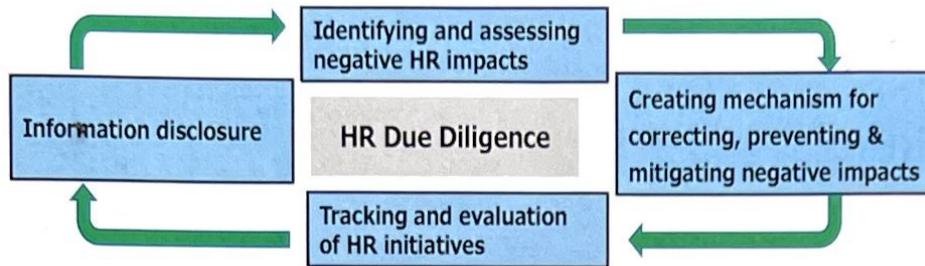 Identifying and assessing
negative HR impacts
Creating mechanism for
correcting, preventing &
mitigating negative impacts
Tracking and evaluation
of HR initiatives
Information disclosure
HR Due Diligence